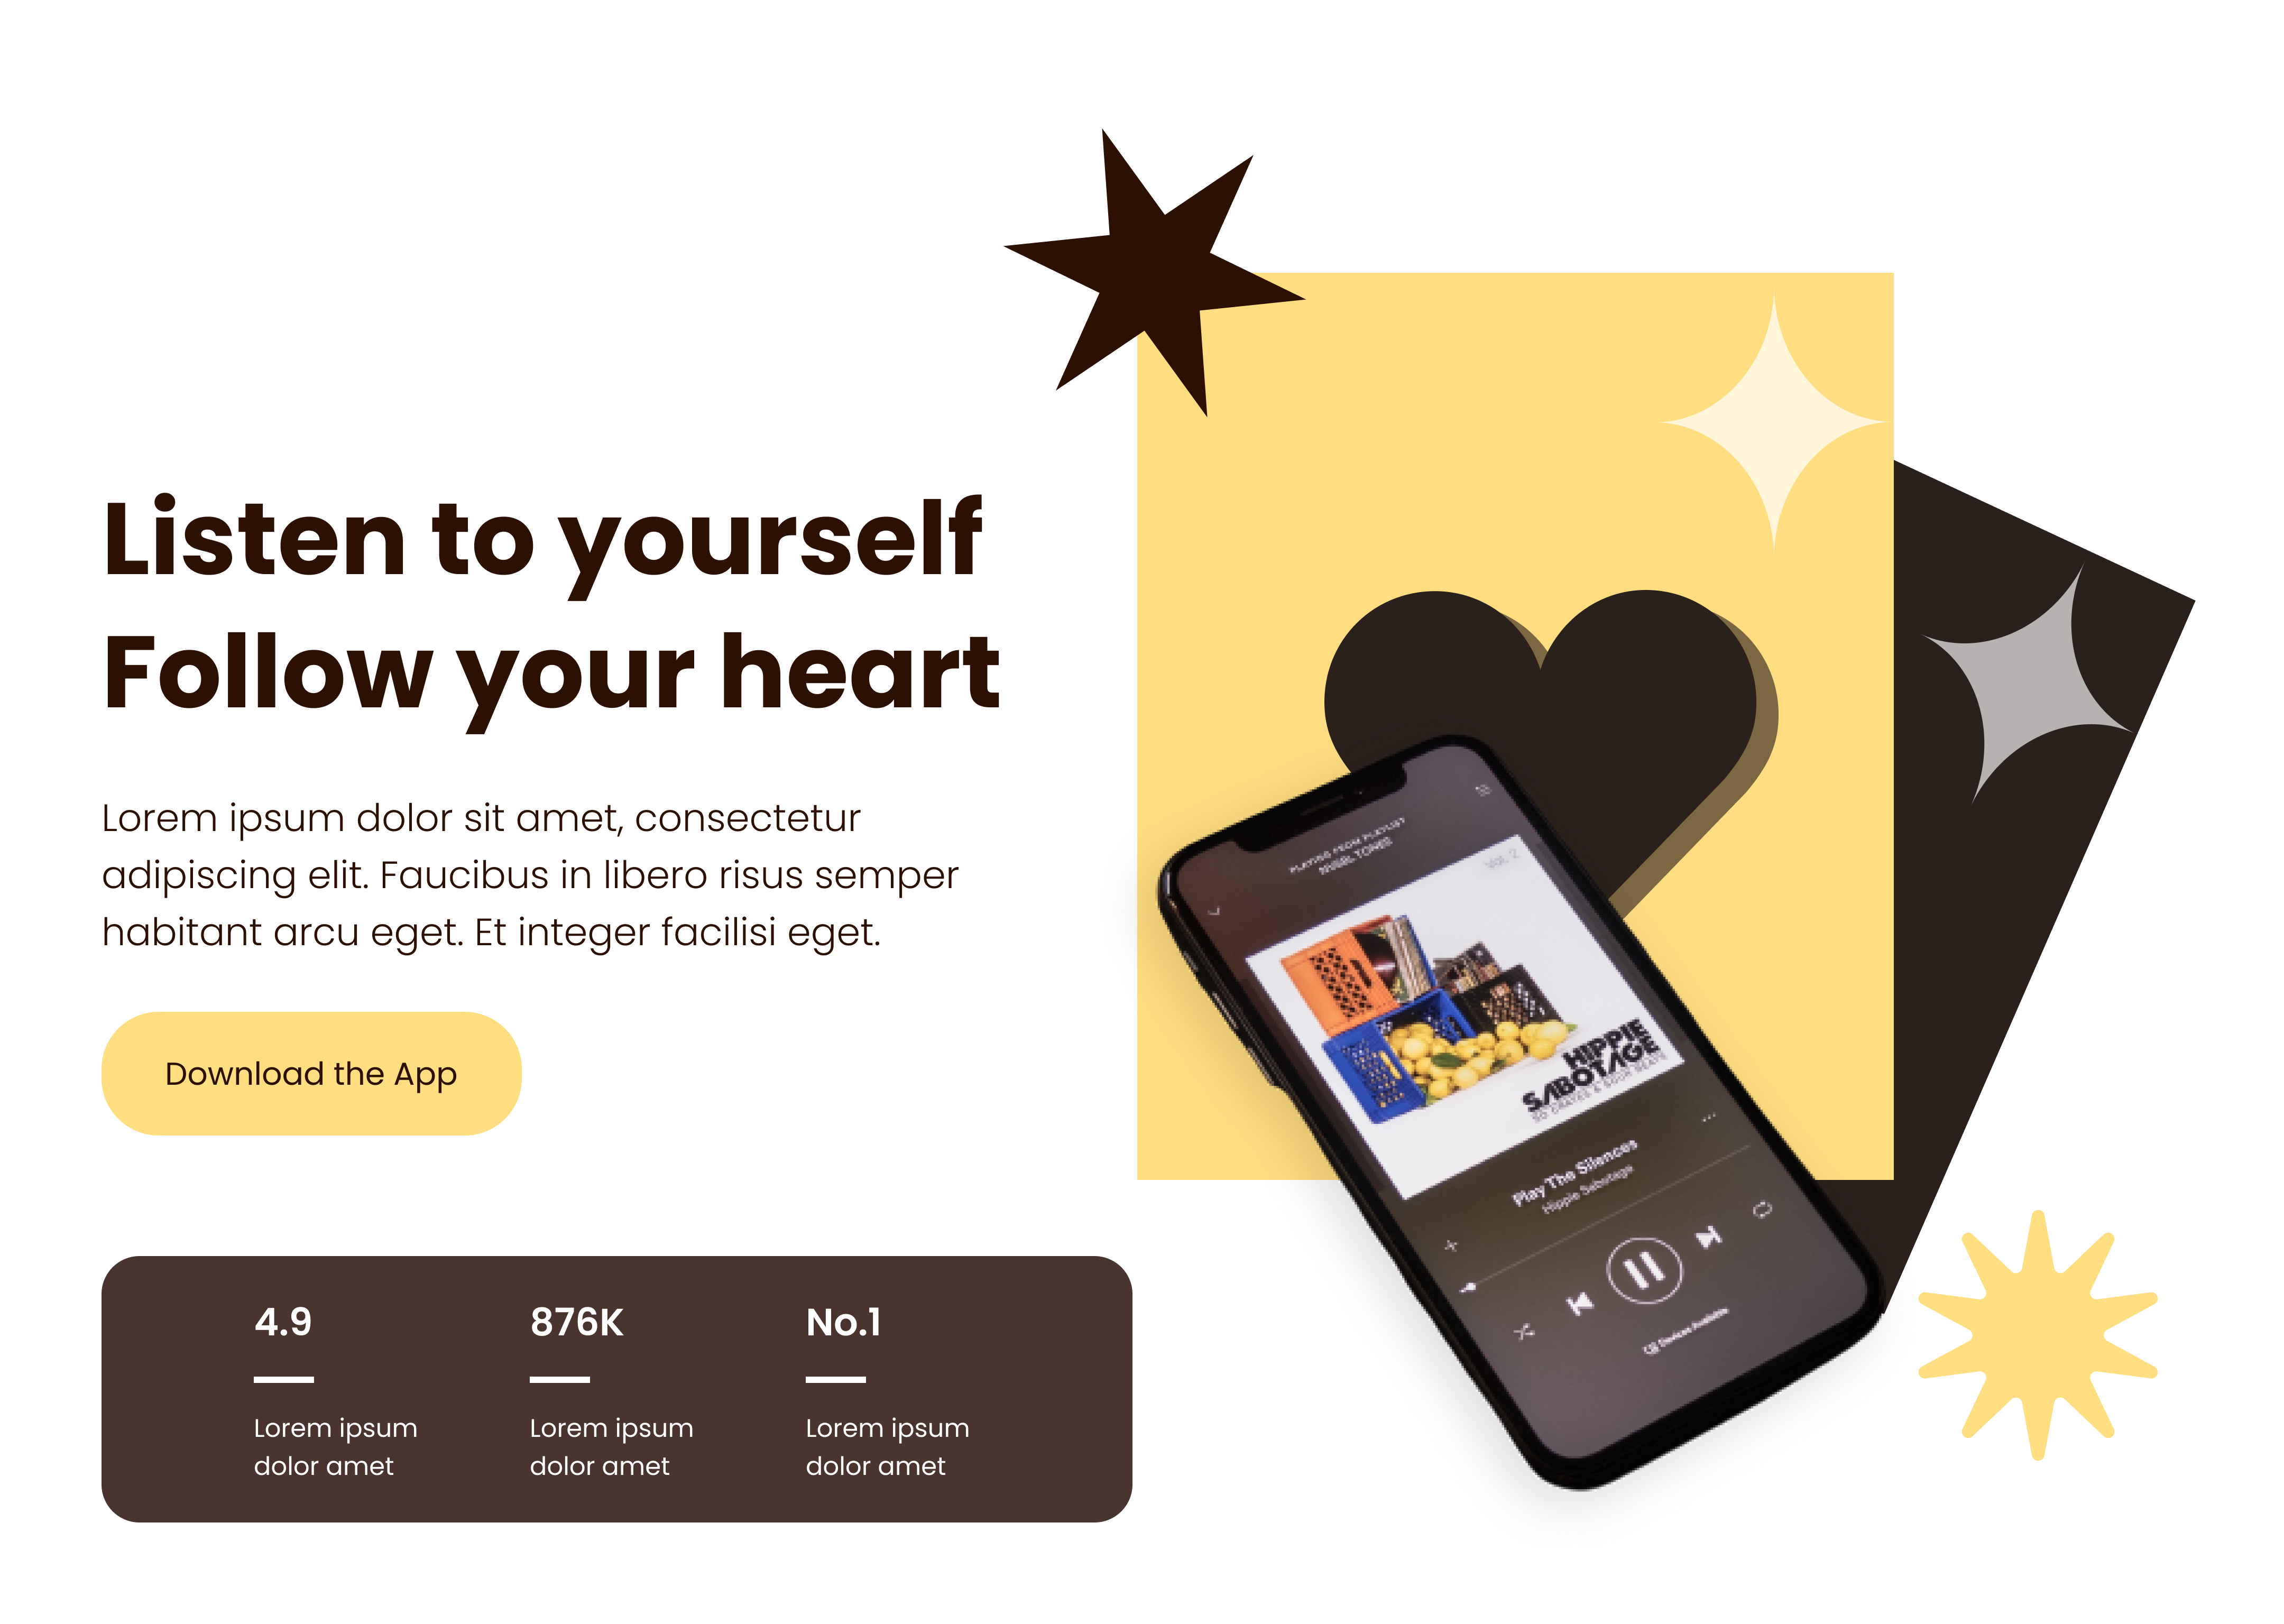 Listen to yourself
Follow your heart
Lorem ipsum dolor sit amet, consectetur
adipiscing elit. Faucibus in libero risus semper
habitant arcu eget. Et integer facilisi eget.
Download the App
4.9
876K
No.1
Lorem ipsum
dolor amet
Lorem ipsum
dolor amet
Lorem ipsum
dolor amet
PLAYING FROM PLAYLIST
Vol. 2
HIPPIE
SABOTAGE
Play The Silences
Hippie Sabotage
Devices Available